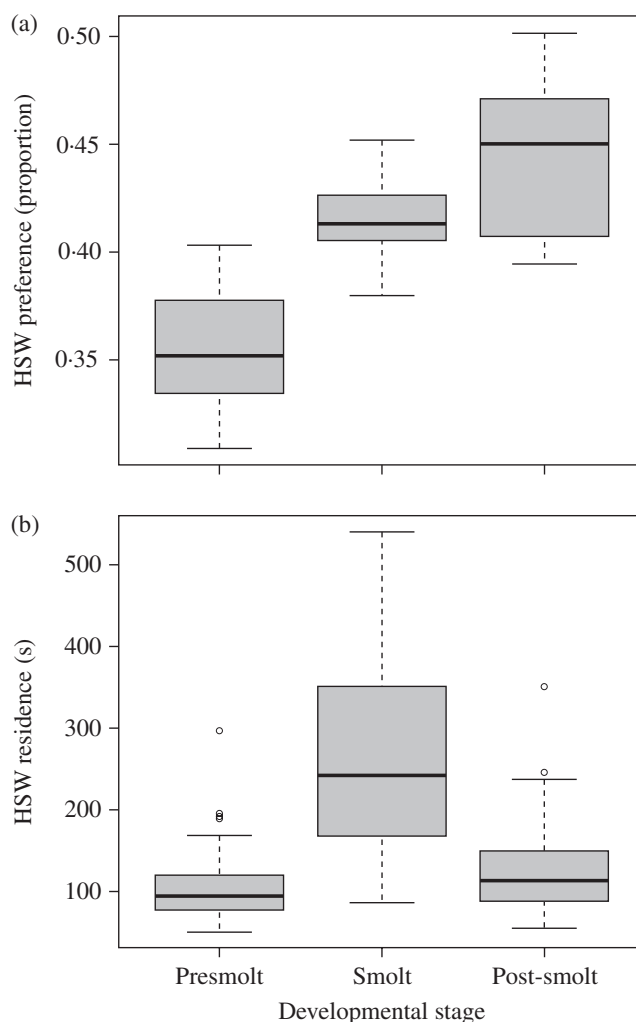 (a)
0·50
0·45
0·40
0·35
HSW preference (proportion)
(b)
500
400
300
200
100
HSW residence (s)
Presmolt Smolt Post-smolt
Developmental stage